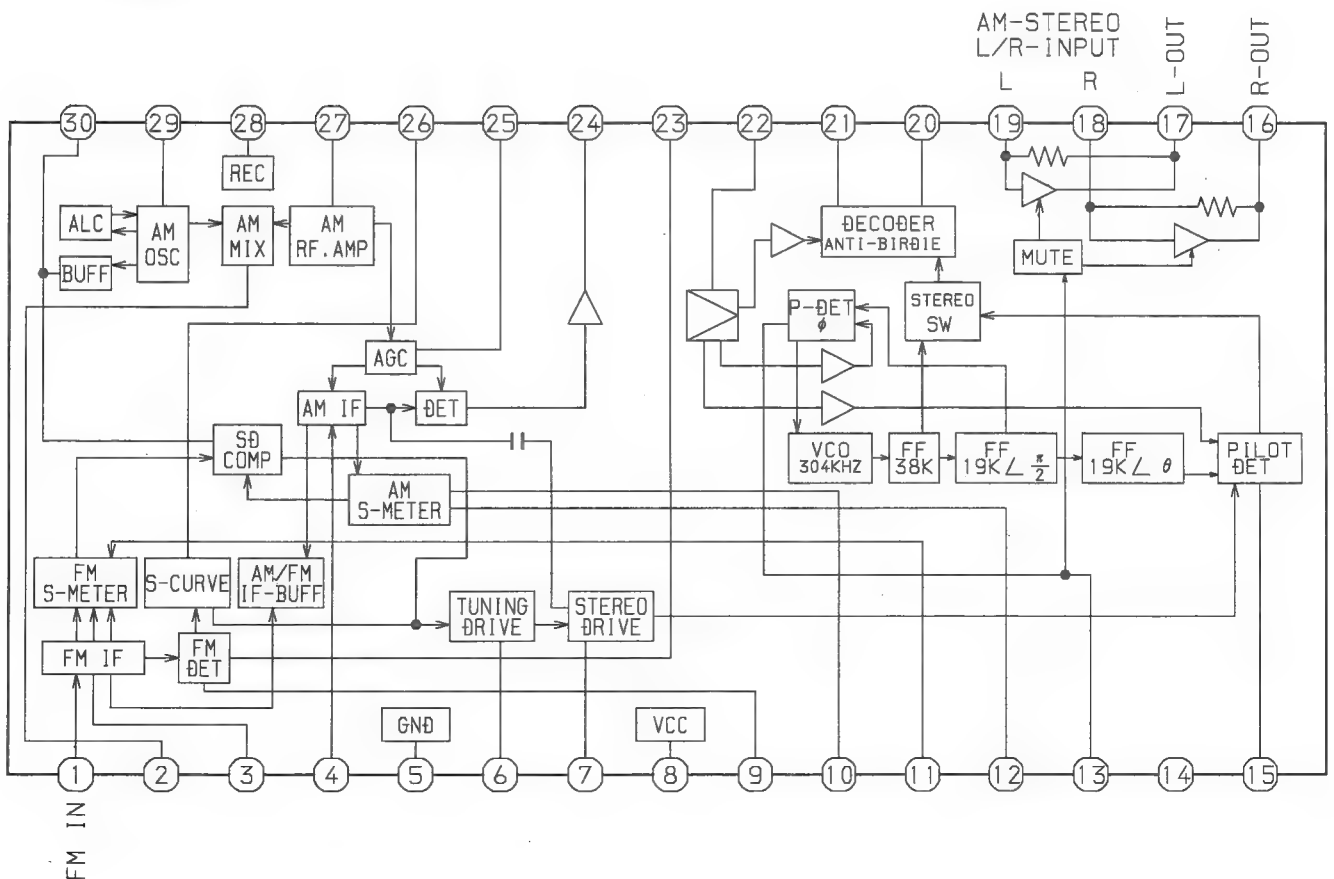 AM-STEREO
L/R-INPUT
L R
L-OUT
R-OUT
30 29 28 27 26 25 24 23 22 21 20 19 18 17 16
REC
ALC
AM
OSC
AM
MIX
AM
RF.AMP
BUFF
DECODER
ANTI-BIRDIE
MUTE
P-DET
φ
STEREO
SW
AGC
AM IF
DET
SD
COMP
VCO
304KHZ
FF
38K
FF
19K∠ π/2
FF
19K∠ θ
PILOT
DET
AM
S-METER
FM
S-METER
S-CURVE
AM/FM
IF-BUFF
TUNING
DRIVE
STEREO
DRIVE
FM IF
FM
DET
GND
VCC
1 2 3 4 5 6 7 8 9 10 11 12 13 14 15
FM IN